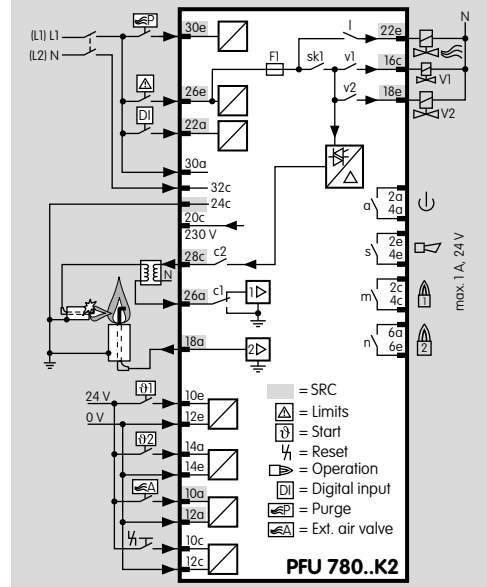 (L1) L1
(L2) N
P
30e
DI
26e
22a
30a
32c
24c
20c
230 V
28c
c2
N
26a
c1
1
18a
2
F1
sk1
I
v1
v2
22e
16c
18e
N
V1
V2
a
2a
4a
s
2e
4e
m
2c
4c
1
n
6a
6e
2
max. 1 A, 24 V
24 V
0 V
ϑ1
10e
12e
ϑ2
14a
14e
A
10a
12a
10c
12c
= SRC
= Limits
ϑ = Start
= Reset
= Operation
DI = Digital input
P = Purge
A = Ext. air valve
PFU 780..K2